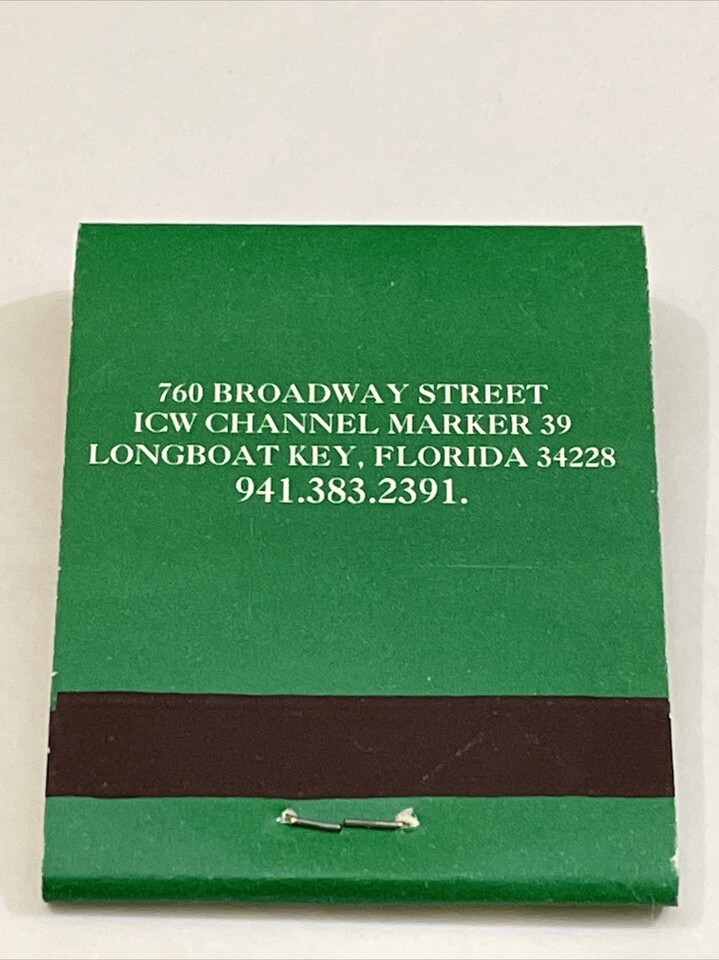 760 BROADWAY STREET
ICW CHANNEL MARKER 39
LONGBOAT KEY, FLORIDA 34228
941.383.2391.